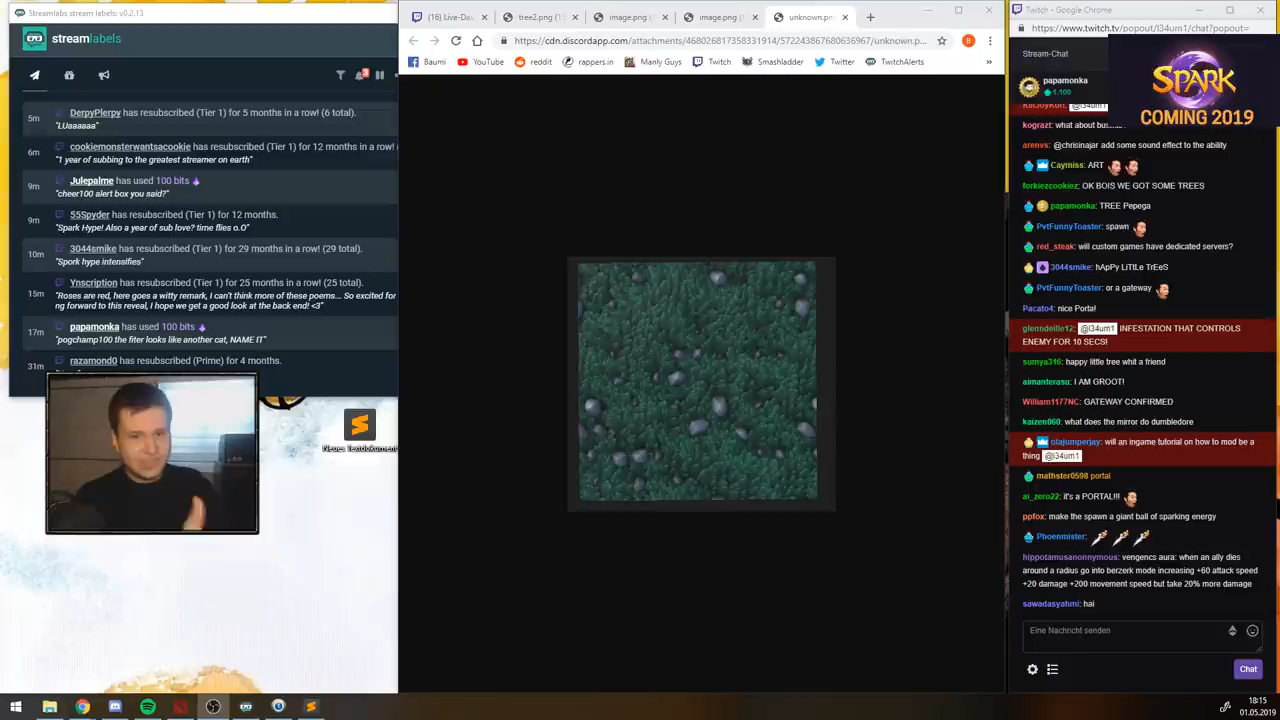 Streamlabs stream labels: v0.2.13
streamlabels
3
5m
DerpyPlerpy has resubscribed (Tier 1) for 5 months in a row! (6 total).
"LUaaaaaa"
6m
cookiemonsterwantsacookie has resubscribed (Tier 1) for 12 months in a row! (
"1 year of subbing to the greatest streamer on earth"
9m
Julepalme has used 100 bits
"cheer100 alert box you said?"
9m
55Spyder has resubscribed (Tier 1) for 12 months.
"Spark Hype! Also a year of sub love? time flies o.O"
10m
3044smike has resubscribed (Tier 1) for 29 months in a row! (29 total).
"Spork hype intensifies"
15m
Ynscription has resubscribed (Tier 1) for 25 months in a row! (25 total).
"Roses are red, here goes a witty remark, I can't think more of these poems... So excited for
ng forward to this reveal, I hope we get a good look at the back end! <3"
17m
papamonka has used 100 bits
"pogchamp100 the fiter looks like another cat, NAME IT"
31m
razamond0 has resubscribed (Prime) for 4 months.
Neues Textdokument
(16) Live-Das
tree2.png (15
image.png (
image.png (1
unknown.pn
https://cdn.discordapp.com/attachments/468026817358331914/572243867680636967/unknown.p...
B
Baumi
YouTube
reddit
rappers.in
Manly Guys
Twitch
Smashladder
Twitter
TwitchAlerts
»
Twitch - Google Chrome
https://www.twitch.tv/popout/l34um1/chat?popout=
Stream-Chat
papamonka
1.100
SPARK
COMING 2019
KillJoyKon: @l34um1
kograzt: what about bus
arenvs: @chrisinajar add some sound effect to the ability
Caymiss: ART
forkiezcookiez: OK BOIS WE GOT SOME TREES
papamonka: TREE Pepega
PvtFunnyToaster: spawn
red_steak: will custom games have dedicated servers?
3044smike: hApPy LiTtLe TrEeS
PvtFunnyToaster: or a gateway
Pacato4: nice Portal
glenndeille12: @l34um1 INFESTATION THAT CONTROLS
ENEMY FOR 10 SECS!
sumya316: happy little tree whit a friend
aimanterasu: I AM GROOT!
William1177NC: GATEWAY CONFIRMED
kaizen060: what does the mirror do dumbledore
olajumperjay: will an ingame tutorial on how to mod be a
thing @l34um1
mathster0598 portal
ai_zero22: it's a PORTAL!!!
ppfox: make the spawn a giant ball of sparking energy
Phoenmister:
hippotamusanonnymous: vengencs aura: when an ally dies
around a radius go into berzerk mode increasing +60 attack speed
+20 damage +200 movement speed but take 20% more damage
sawadasyahmi: hai
Eine Nachricht senden
Chat
18:15
01.05.2019